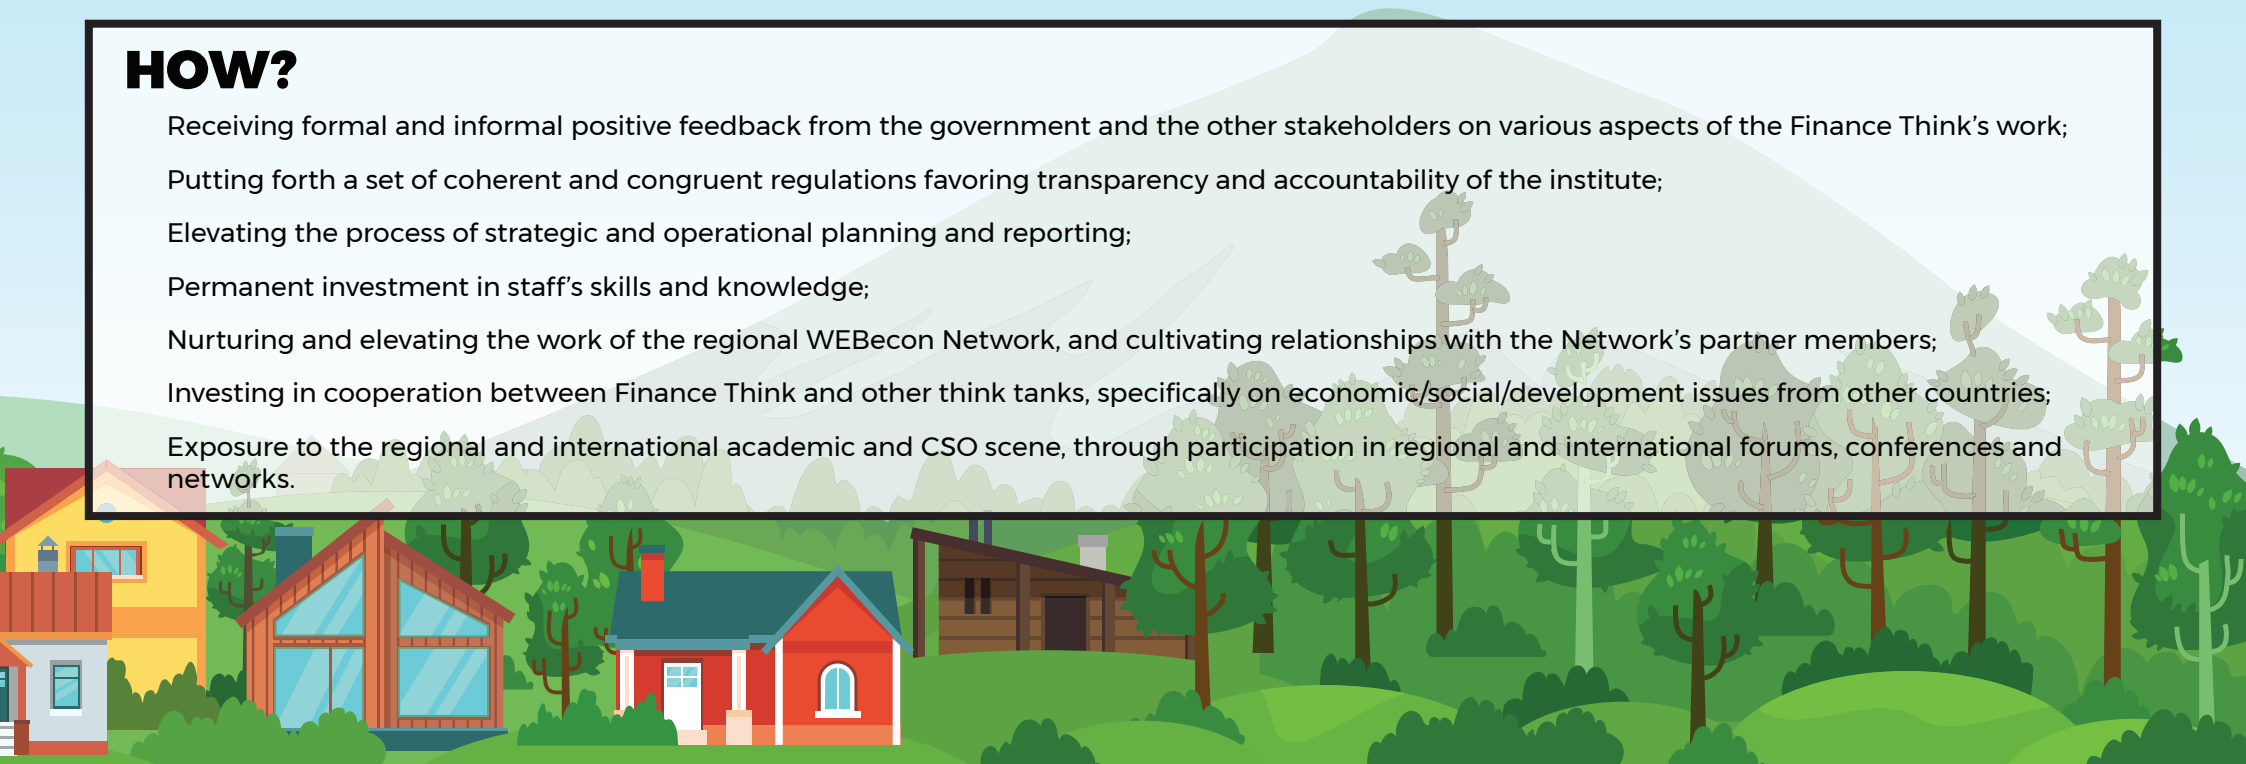 HOW?
Receiving formal and informal positive feedback from the government and the other stakeholders on various aspects of the Finance Think’s work;
Putting forth a set of coherent and congruent regulations favoring transparency and accountability of the institute;
Elevating the process of strategic and operational planning and reporting;
Permanent investment in staff’s skills and knowledge;
Nurturing and elevating the work of the regional WEBecon Network, and cultivating relationships with the Network’s partner members;
Investing in cooperation between Finance Think and other think tanks, specifically on economic/social/development issues from other countries;
Exposure to the regional and international academic and CSO scene, through participation in regional and international forums, conferences and
networks.